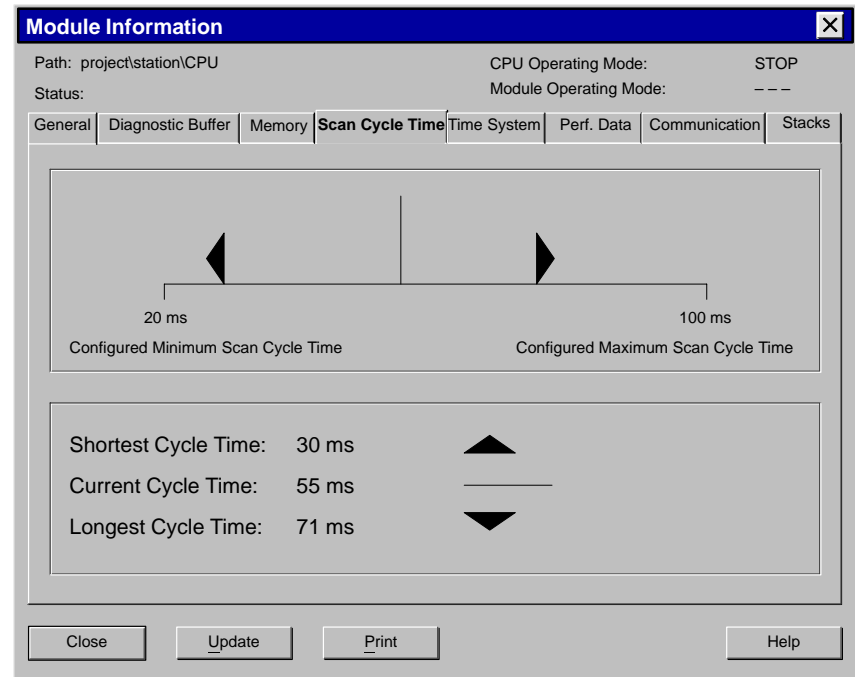 Module Information
Path: project\station\CPU
CPU Operating Mode: STOP
Status:
Module Operating Mode: – – –
General Diagnostic Buffer Memory Scan Cycle Time Time System Perf. Data Communication Stacks
20 ms 100 ms
Configured Minimum Scan Cycle Time Configured Maximum Scan Cycle Time
Shortest Cycle Time: 30 ms
Current Cycle Time: 55 ms
Longest Cycle Time: 71 ms
Close Update Print Help